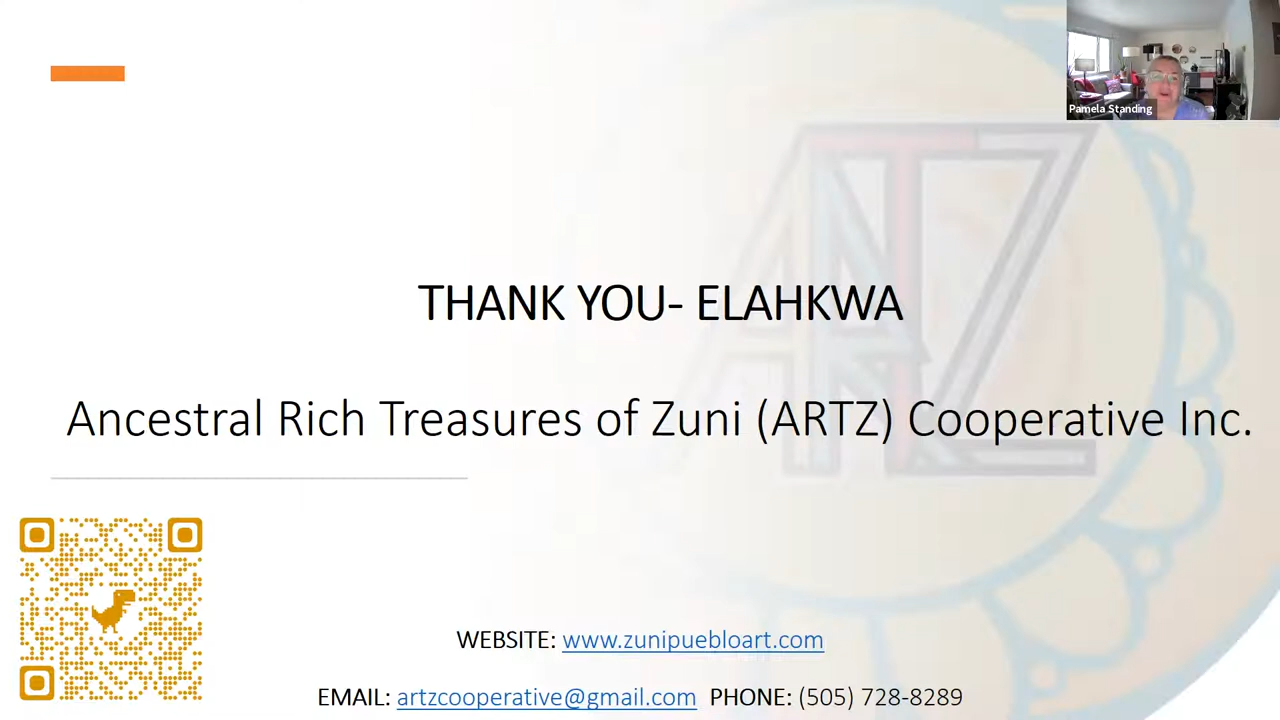 Pamela Standing
ARTZ
THANK YOU- ELAHKWA
Ancestral Rich Treasures of Zuni (ARTZ) Cooperative Inc.
WEBSITE: www.zunipuebloart.com
EMAIL: artzcooperative@gmail.com PHONE: (505) 728-8289